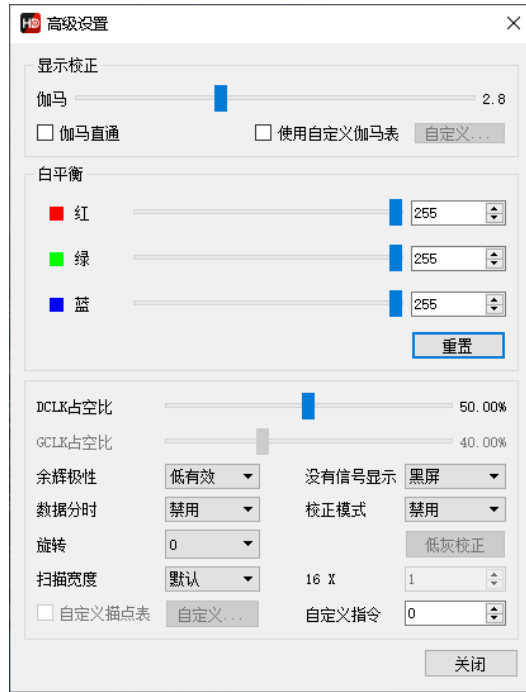 HD 高级设置
显示校正
伽马 2.8
伽马直通 使用自定义伽马表 自定义...
白平衡
红 255
绿 255
蓝 255
重置
DCLK占空比 50.00%
GCLK占空比 40.00%
余辉极性 低有效 没有信号显示 黑屏
数据分时 禁用 校正模式 禁用
旋转 0 低灰校正
扫描宽度 默认 16 X 1
自定义描点表 自定义... 自定义指令 0
关闭